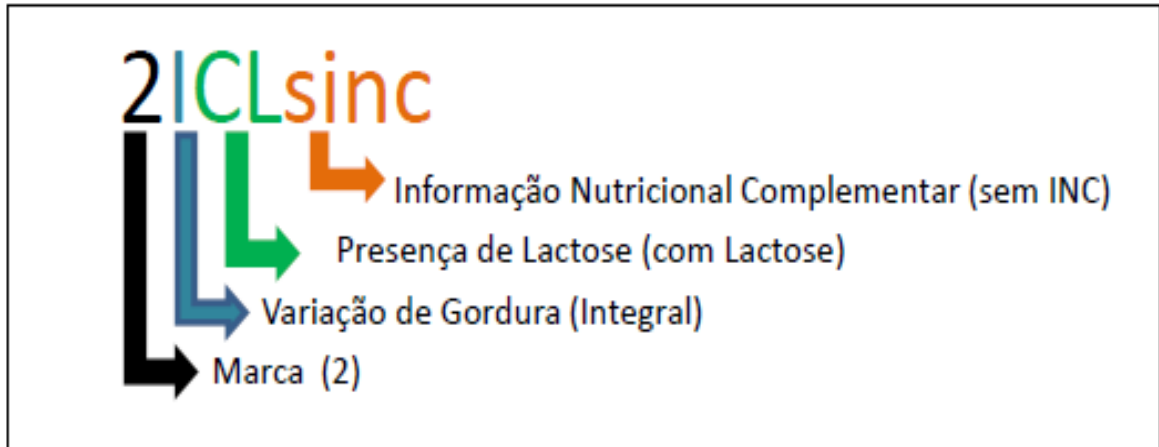 2ICLsinc
Informação Nutricional Complementar (sem INC)
Presença de Lactose (com Lactose)
Variação de Gordura (Integral)
Marca (2)